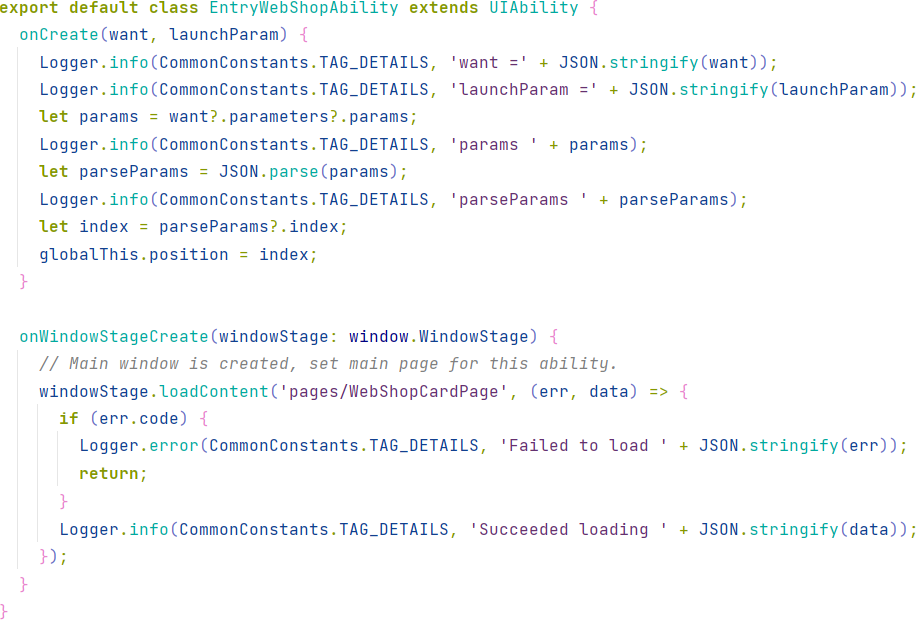 export default class EntryWebShopAbility extends UIAbility {
  onCreate(want, launchParam) {
    Logger.info(CommonConstants.TAG_DETAILS, 'want =' + JSON.stringify(want));
    Logger.info(CommonConstants.TAG_DETAILS, 'launchParam =' + JSON.stringify(launchParam));
    let params = want?.parameters?.params;
    Logger.info(CommonConstants.TAG_DETAILS, 'params ' + params);
    let parseParams = JSON.parse(params);
    Logger.info(CommonConstants.TAG_DETAILS, 'parseParams ' + parseParams);
    let index = parseParams?.index;
    globalThis.position = index;
  }

  onWindowStageCreate(windowStage: window.WindowStage) {
    // Main window is created, set main page for this ability.
    windowStage.loadContent('pages/WebShopCardPage', (err, data) => {
      if (err.code) {
        Logger.error(CommonConstants.TAG_DETAILS, 'Failed to load ' + JSON.stringify(err));
        return;
      }
      Logger.info(CommonConstants.TAG_DETAILS, 'Succeeded loading ' + JSON.stringify(data));
    });
  }
}